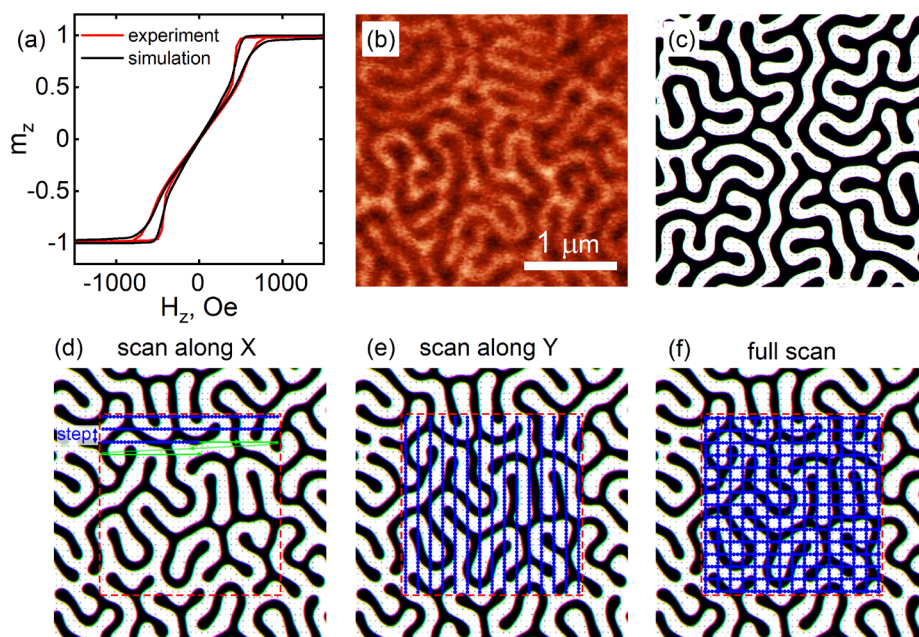 (a)
experiment
simulation
1
0.5
0
-0.5
-1
m_z
-1000
0
1000
H_z, Oe
(b)
1 μm
(c)
(d)
scan along X
step
(e)
scan along Y
(f)
full scan